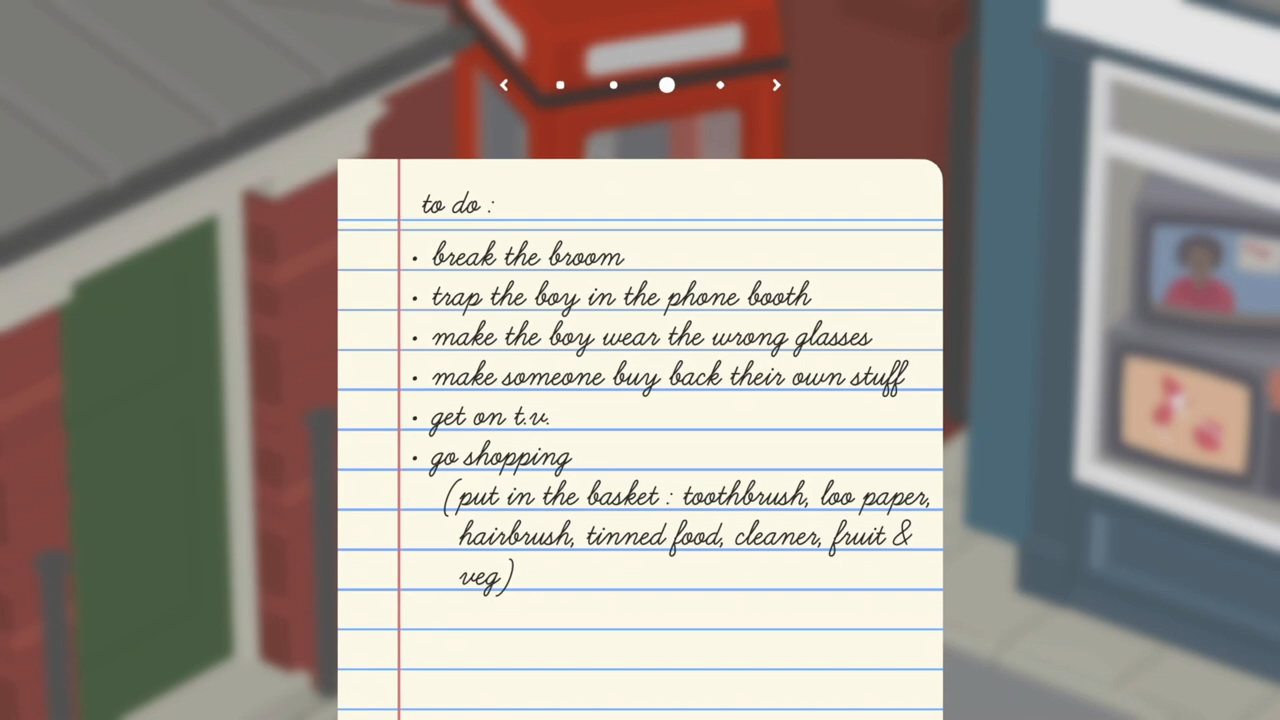 to do :
• break the broom
• trap the boy in the phone booth
• make the boy wear the wrong glasses
• make someone buy back their own stuff
• get on t.v.
• go shopping
(put in the basket : toothbrush, loo paper,
hairbrush, tinned food, cleaner, fruit &
veg)